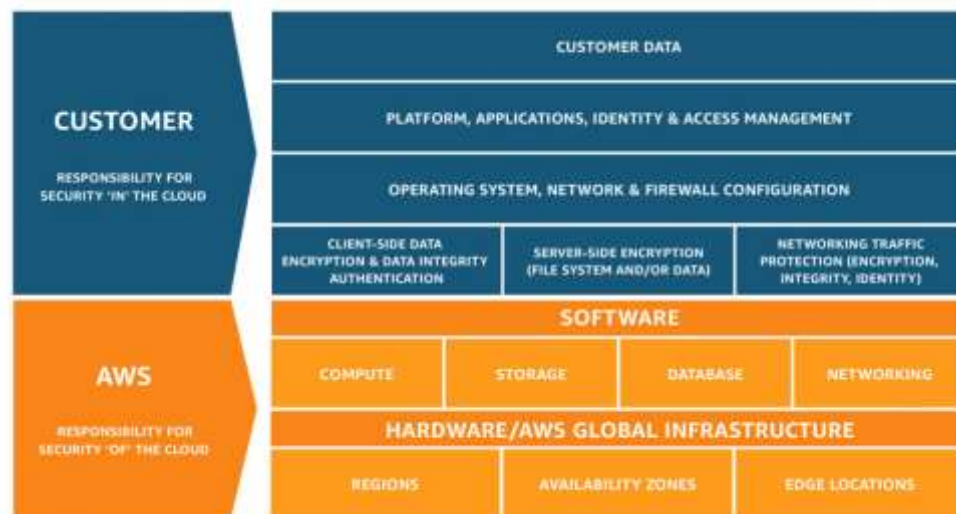 CUSTOMER
RESPONSIBILITY FOR
SECURITY 'IN' THE CLOUD
CUSTOMER DATA
PLATFORM, APPLICATIONS, IDENTITY & ACCESS MANAGEMENT
OPERATING SYSTEM, NETWORK & FIREWALL CONFIGURATION
CLIENT-SIDE DATA
ENCRYPTION & DATA INTEGRITY
AUTHENTICATION
SERVER-SIDE ENCRYPTION
(FILE SYSTEM AND/OR DATA)
NETWORKING TRAFFIC
PROTECTION (ENCRYPTION,
INTEGRITY, IDENTITY)
AWS
RESPONSIBILITY FOR
SECURITY 'OF' THE CLOUD
SOFTWARE
COMPUTE
STORAGE
DATABASE
NETWORKING
HARDWARE/AWS GLOBAL INFRASTRUCTURE
REGIONS
AVAILABILITY ZONES
EDGE LOCATIONS